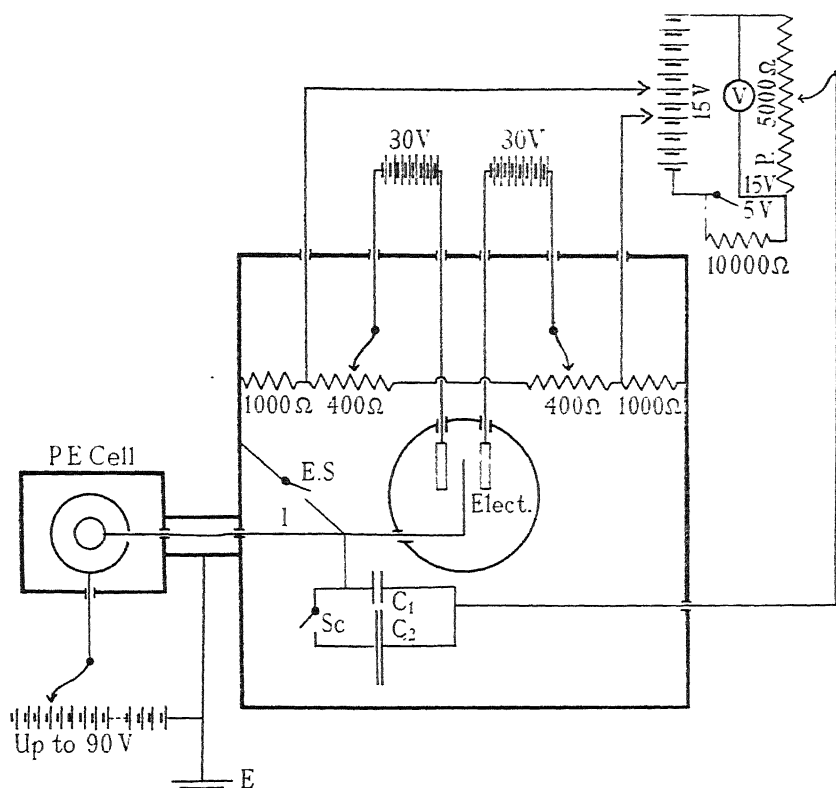 15V
V
5000Ω
P.
15V
5V
10000Ω
30V
30V
1000Ω
400Ω
400Ω
1000Ω
PE Cell
E.S
I
Elect.
C₁
C₂
Sc
Up to 90V
E